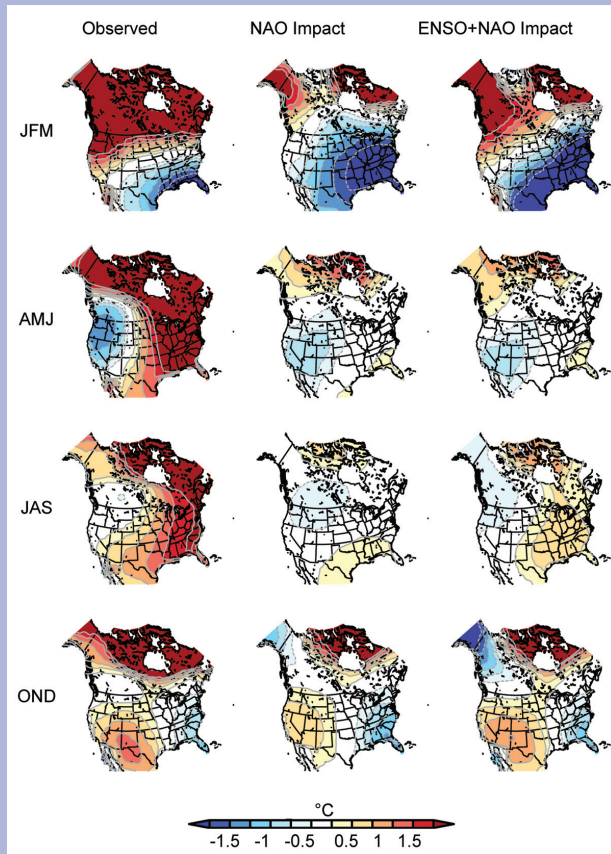 Observed NAO Impact ENSO+NAO Impact
JFM
AMJ
JAS
OND
°C
-1.5 -1 -0.5 0.5 1 1.5